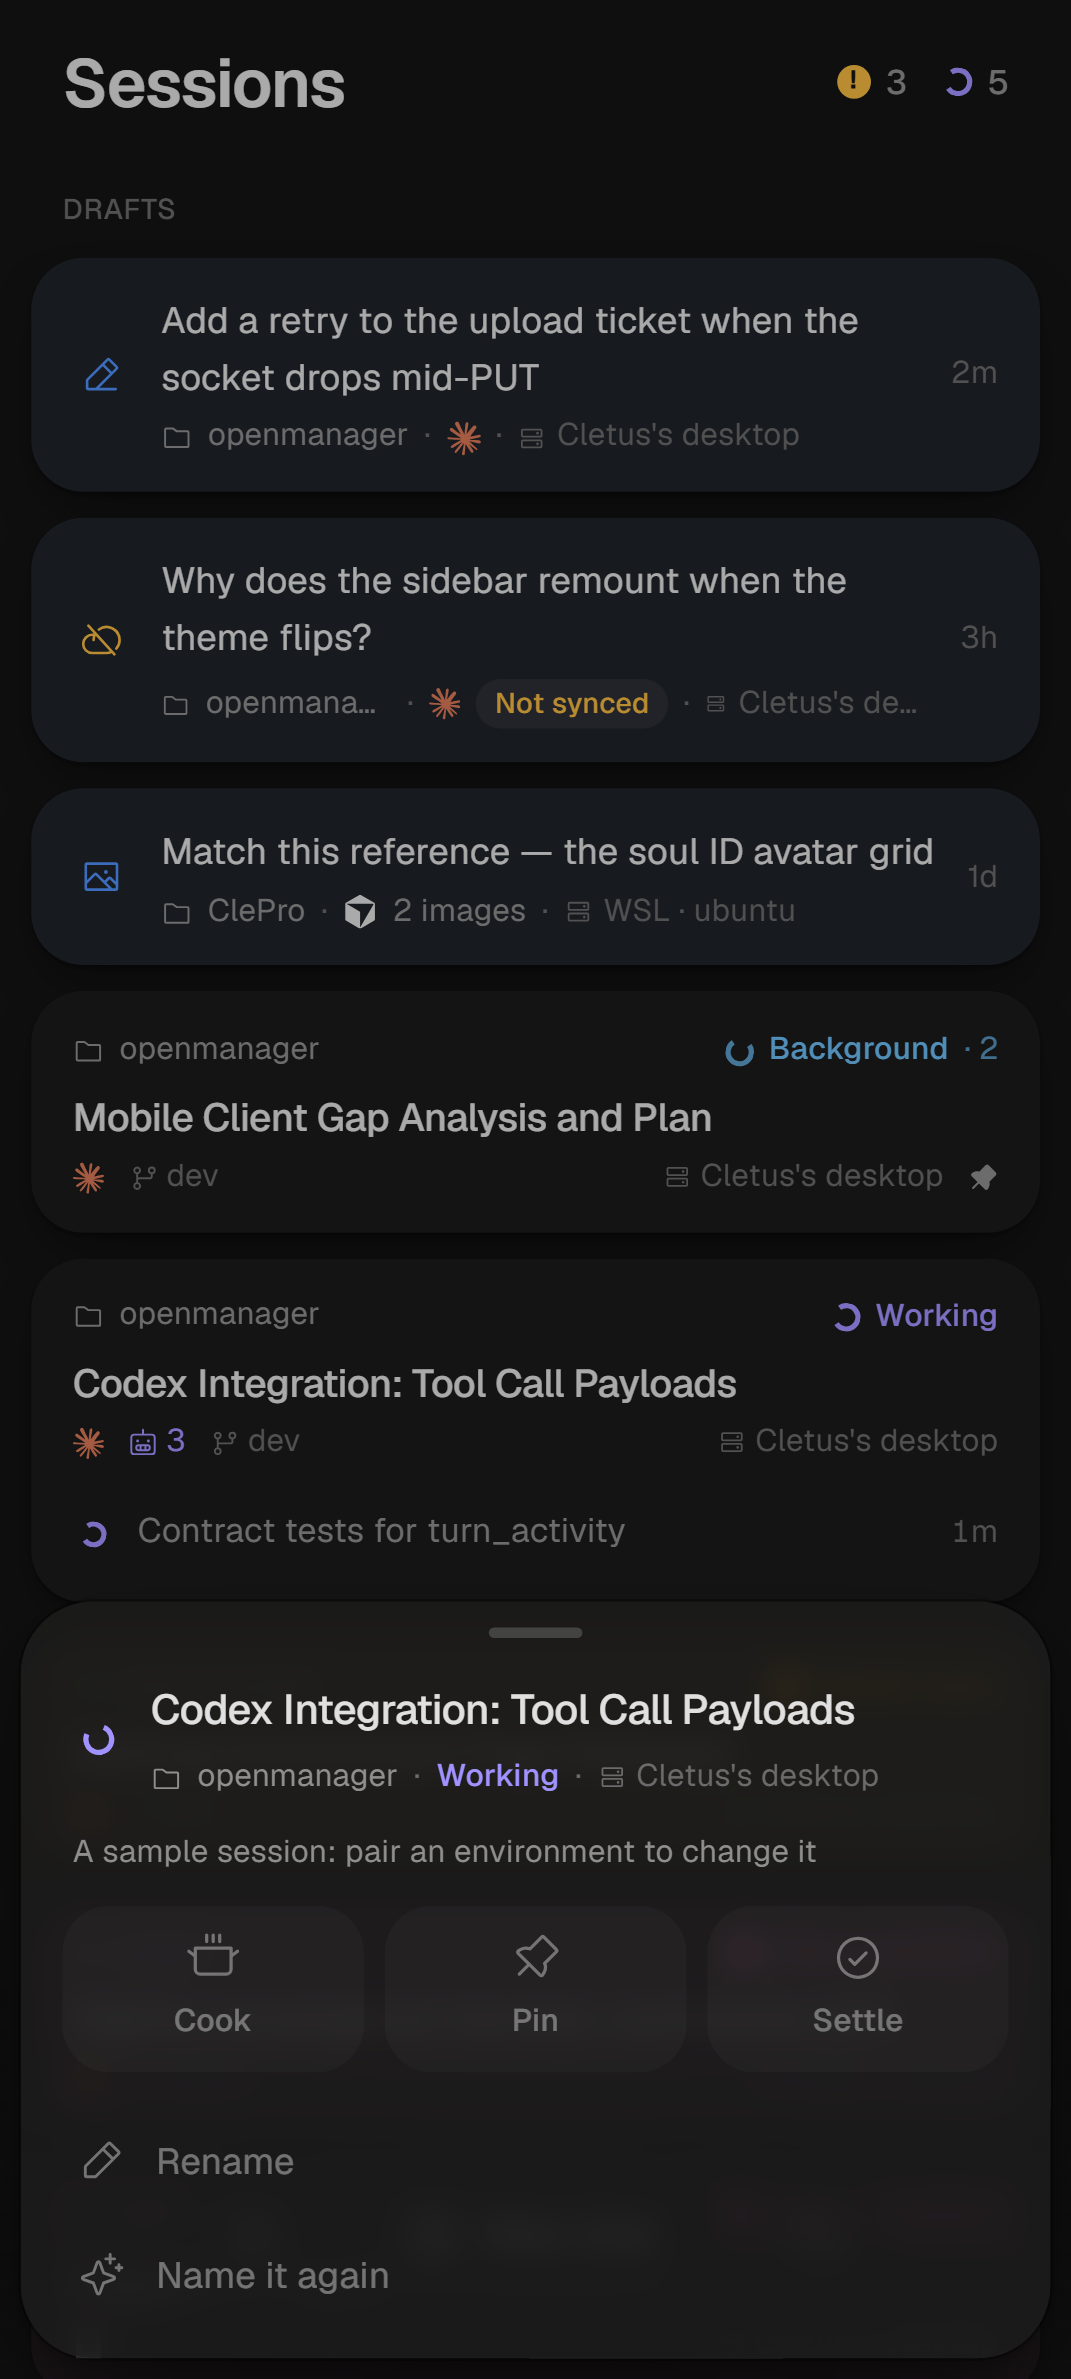 Sessions
3 5
DRAFTS
Add a retry to the upload ticket when the
socket drops mid-PUT
2m
openmanager · · Cletus's desktop
Why does the sidebar remount when the
theme flips?
3h
openmana... · Not synced · Cletus's de...
Match this reference — the soul ID avatar grid
1d
ClePro · 2 images · WSL · ubuntu
openmanager Background · 2
Mobile Client Gap Analysis and Plan
dev Cletus's desktop
openmanager Working
Codex Integration: Tool Call Payloads
3 dev Cletus's desktop
Contract tests for turn_activity 1m
Codex Integration: Tool Call Payloads
openmanager · Working · Cletus's desktop
A sample session: pair an environment to change it
Cook Pin Settle
Rename
Name it again